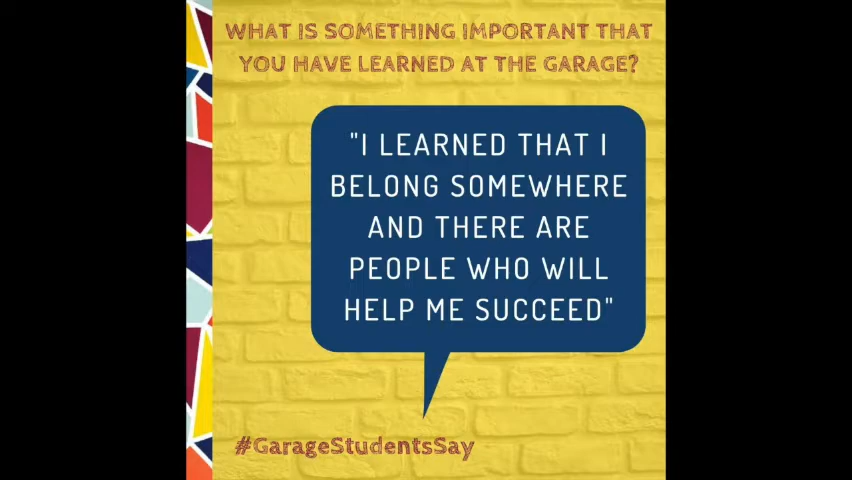 WHAT IS SOMETHING IMPORTANT THAT
YOU HAVE LEARNED AT THE GARAGE?
"I LEARNED THAT I
BELONG SOMEWHERE
AND THERE ARE
PEOPLE WHO WILL
HELP ME SUCCEED"
#GarageStudentsSay